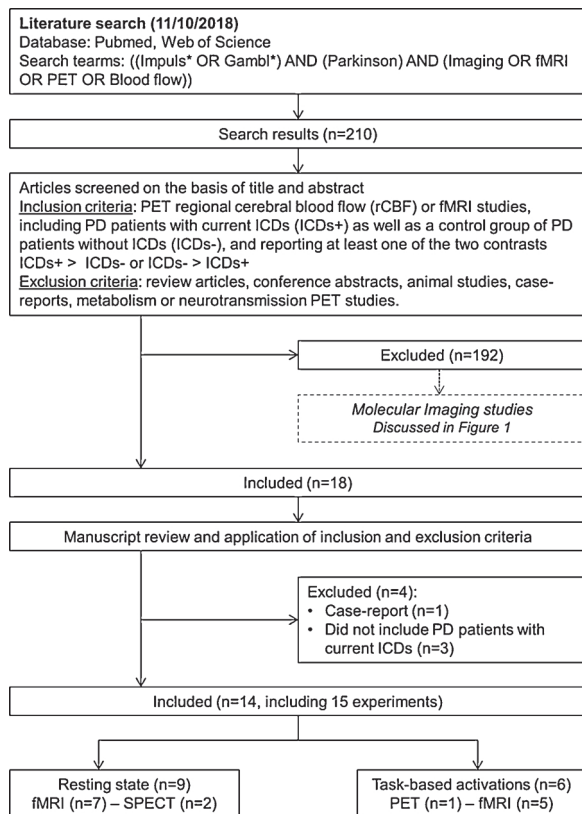 Literature search (11/10/2018)
Database: Pubmed, Web of Science
Search tearms: ((Impuls* OR Gambl*) AND (Parkinson) AND (Imaging OR fMRI
OR PET OR Blood flow))
Search results (n=210)
Articles screened on the basis of title and abstract
Inclusion criteria: PET regional cerebral blood flow (rCBF) or fMRI studies,
including PD patients with current ICDs (ICDs+) as well as a control group of PD
patients without ICDs (ICDs-), and reporting at least one of the two contrasts
ICDs+ > ICDs- or ICDs- > ICDs+
Exclusion criteria: review articles, conference abstracts, animal studies, case-
reports, metabolism or neurotransmission PET studies.
Excluded (n=192)
Molecular Imaging studies
Discussed in Figure 1
Included (n=18)
Manuscript review and application of inclusion and exclusion criteria
Excluded (n=4):
• Case-report (n=1)
• Did not include PD patients with
current ICDs (n=3)
Included (n=14, including 15 experiments)
Resting state (n=9)
fMRI (n=7) – SPECT (n=2)
Task-based activations (n=6)
PET (n=1) – fMRI (n=5)